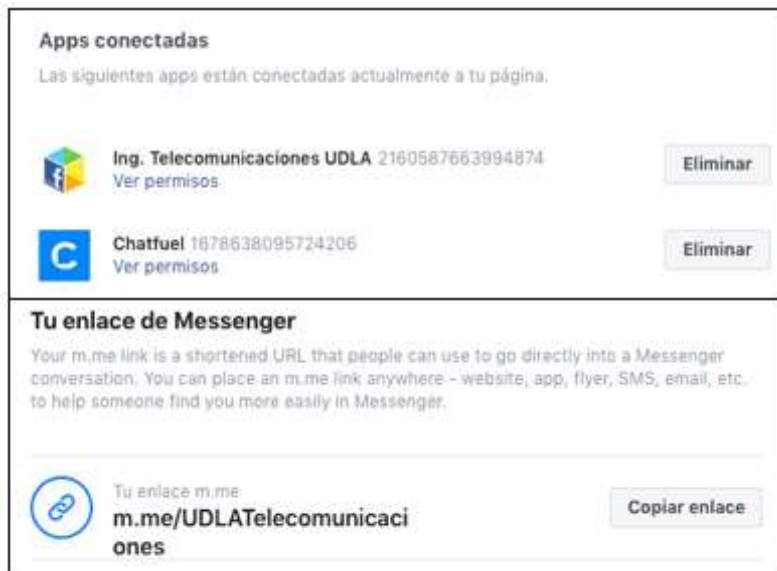 Apps conectadas
Las siguientes apps están conectadas actualmente a tu página.
Ing. Telecomunicaciones UDLA 2160587663994874
Eliminar
Ver permisos
Chatfuel 1678638095724206
Eliminar
Ver permisos
Tu enlace de Messenger
Your m.me link is a shortened URL that people can use to go directly into a Messenger
conversation. You can place an m.me link anywhere - website, app, flyer, SMS, email, etc.
to help someone find you more easily in Messenger.
Tu enlace m.me
m.me/UDLATelecomunicaci
ones
Copiar enlace